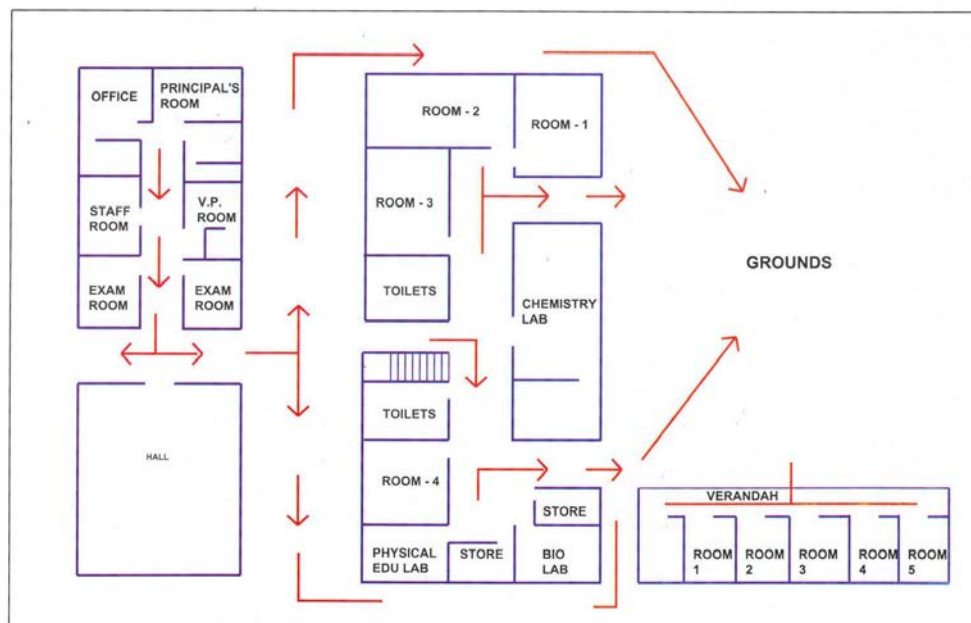 OFFICE
PRINCIPAL'S
ROOM
STAFF
ROOM
V.P.
ROOM
EXAM
ROOM
EXAM
ROOM
HALL
ROOM - 2
ROOM - 1
ROOM - 3
TOILETS
CHEMISTRY
LAB
TOILETS
ROOM - 4
STORE
PHYSICAL
EDU LAB
STORE
BIO
LAB
GROUNDS
VERANDAH
ROOM
1
ROOM
2
ROOM
3
ROOM
4
ROOM
5